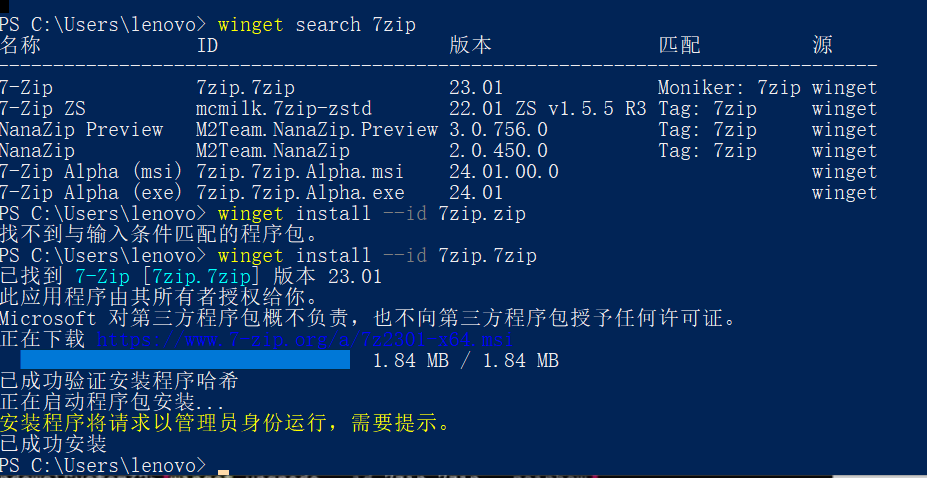 PS C:\Users\lenovo> winget search 7zip
名称 ID 版本 匹配 源
--------------------------------------------------------------------------------
7-Zip 7zip.7zip 23.01 Moniker: 7zip winget
7-Zip ZS mcmilk.7zip-zstd 22.01 ZS v1.5.5 R3 Tag: 7zip winget
NanaZip Preview M2Team.NanaZip.Preview 3.0.756.0 Tag: 7zip winget
NanaZip M2Team.NanaZip 2.0.450.0 Tag: 7zip winget
7-Zip Alpha (msi) 7zip.7zip.Alpha.msi 24.01.00.0 winget
7-Zip Alpha (exe) 7zip.7zip.Alpha.exe 24.01 winget
PS C:\Users\lenovo> winget install --id 7zip.zip
找不到与输入条件匹配的程序包。
PS C:\Users\lenovo> winget install --id 7zip.7zip
已找到 7-Zip [7zip.7zip] 版本 23.01
此应用程序由其所有者授权给你。
Microsoft 对第三方程序包概不负责，也不向第三方程序包授予任何许可证。
正在下载 https://www.7-zip.org/a/7z2301-x64.msi
1.84 MB / 1.84 MB
已成功验证安装程序哈希
正在启动程序包安装...
安装程序将请求以管理员身份运行，需要提示。
已成功安装
PS C:\Users\lenovo>